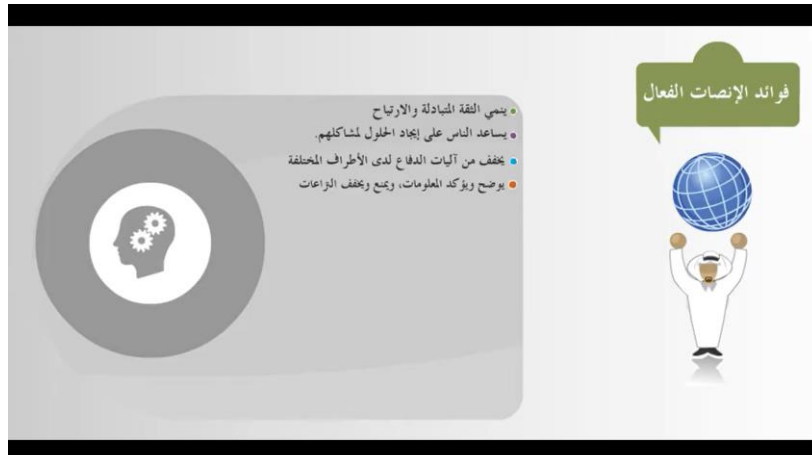 فوائد الإنصات الفعال
ينمي الثقة المتبادلة والارتياح
يساعد الناس على إيجاد الحلول لمشاكلهم.
يخفف من آليات الدفاع لدى الأطراف المختلفة
يوضح ويؤكد المعلومات، ويمنع ويخفف النزاعات